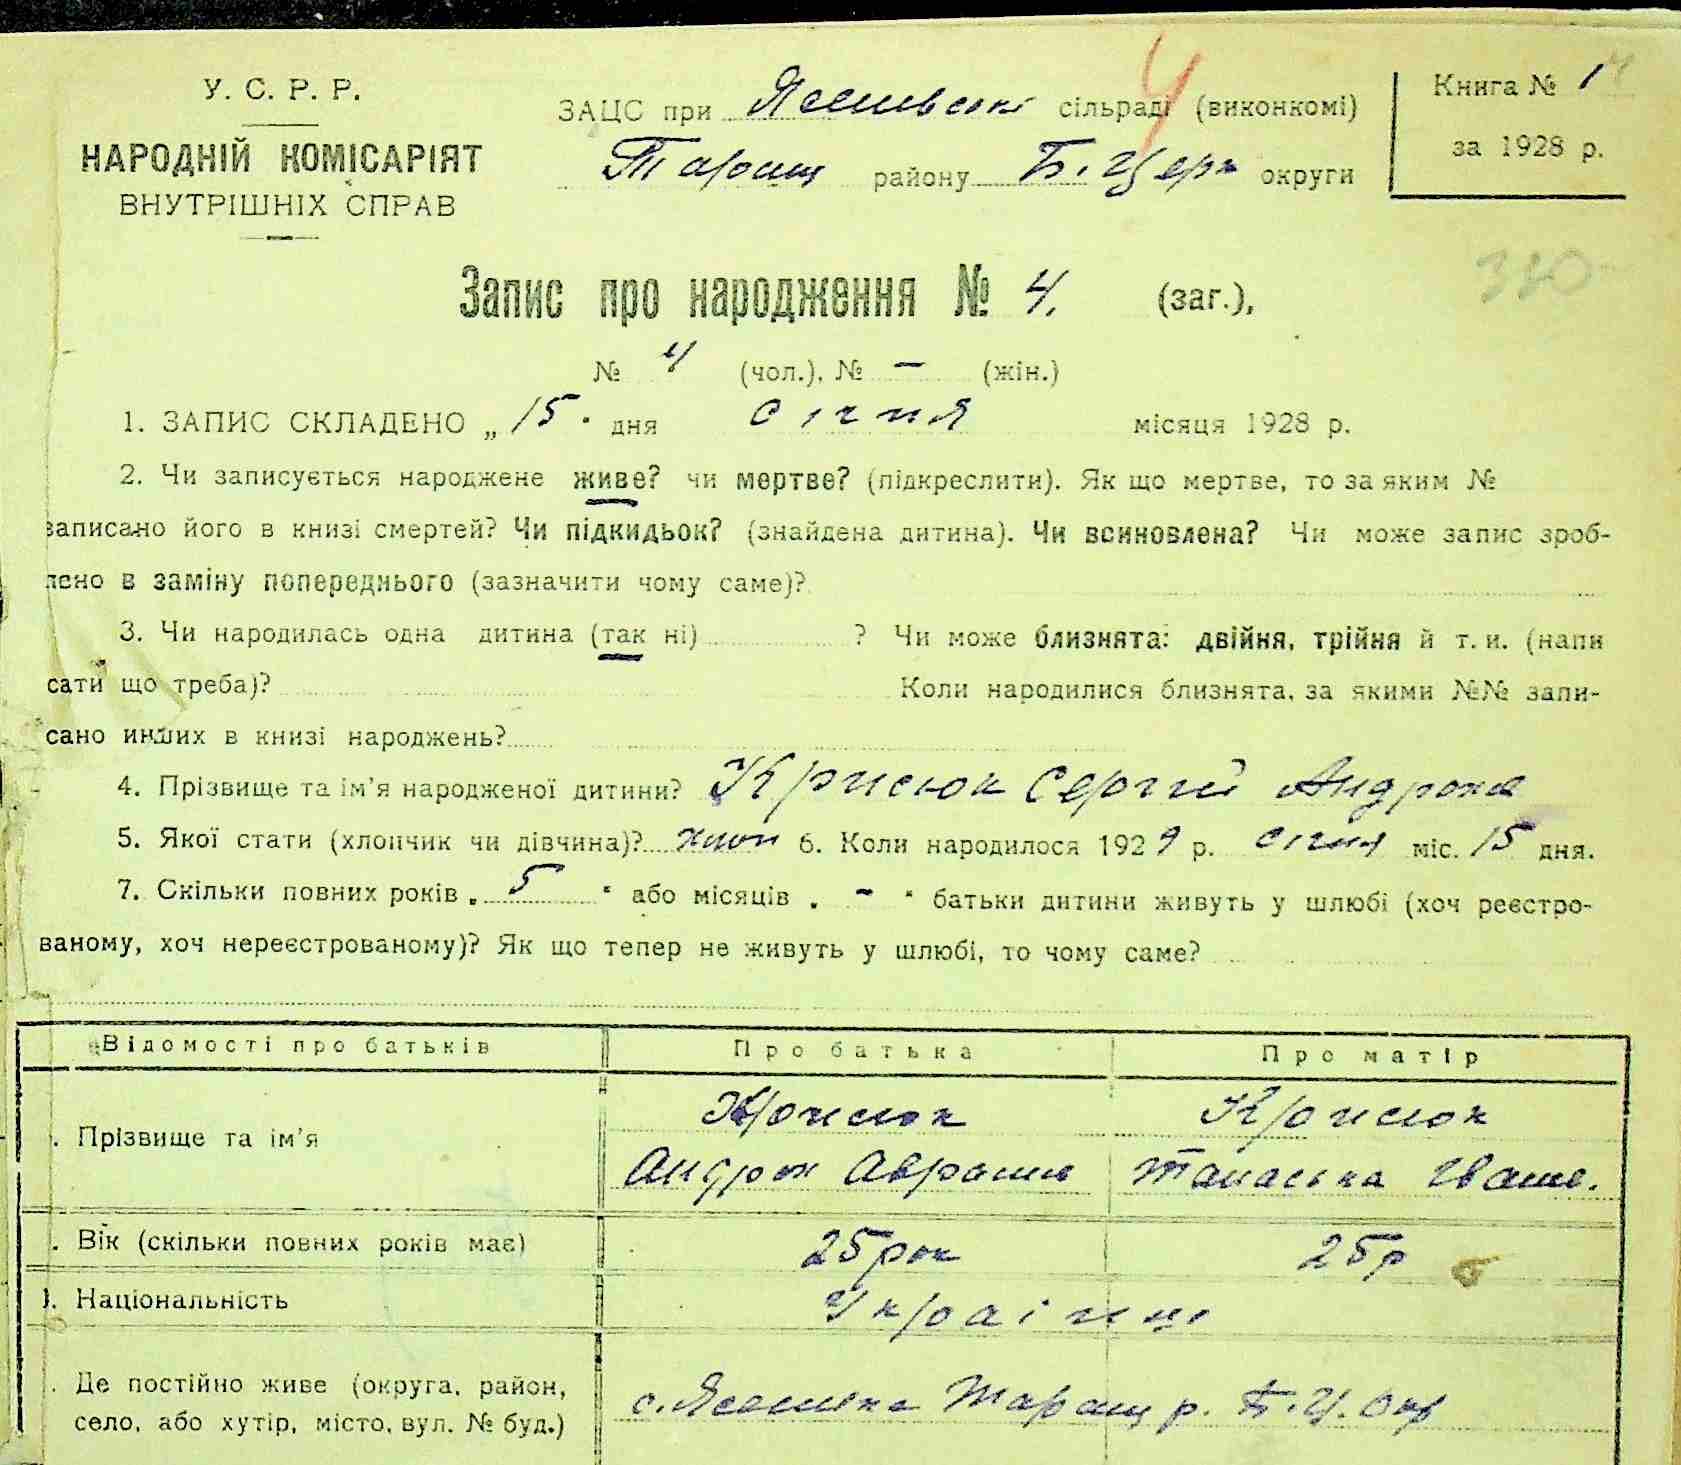 У. С. Р. Р.
НАРОДНІЙ КОМІСАРІЯТ
ВНУТРІШНІХ СПРАВ
ЗАЦС при сільраді (виконкомі)
Таращ району Б. Церк округи
4
Книга № 1
за 1928 р.
330
Запис про народження № 4. (заг.),
№ 4 (чол.), № – (жін.)
1. ЗАПИС СКЛАДЕНО „ 15 " дня січня місяця 1928 р.
2. Чи записується народжене живе? чи мертве? (підкреслити). Як що мертве, то за яким №
записано його в книзі смертей? Чи підкидьок? (знайдена дитина). Чи всиновлена? Чи може запис зроб-
лено в заміну попереднього (зазначити чому саме)?
3. Чи народилась одна дитина (так ні) ? Чи може близнята: двійня, трійня й т. и. (напи
сати що треба)? Коли народилися близнята, за якими №№ запи-
сано инших в книзі народжень?
4. Прізвище та ім'я народженої дитини? Крисюк Сергій Андрона
5. Якої стати (хлопчик чи дівчина)? хлоп 6. Коли народилося 1929 р. січня міс. 15 дня.
7. Скільки повних років „ 5 " або місяців „ – " батьки дитини живуть у шлюбі (хоч реєстро-
ваному, хоч нереєстрованому)? Як що тепер не живуть у шлюбі, то чому саме?
Відомості про батьків Про батька Про матір
. Прізвище та ім'я Крисюк Крисюк
Андрон Аврамів Танаська Іване.
. Вік (скільки повних років має) 25 рок 25 р
. Національність Українці
. Де постійно живе (округа, район,
село, або хутір, місто, вул. № буд.) с. Таращ р. Б. Ц. Окр